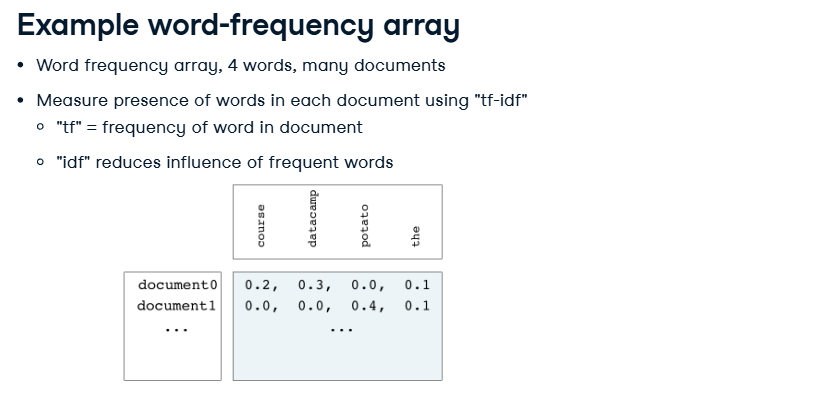 Example word-frequency array
• Word frequency array, 4 words, many documents
• Measure presence of words in each document using "tf-idf"
○ "tf" = frequency of word in document
○ "idf" reduces influence of frequent words
course datacamp potato the
document0 0.2, 0.3, 0.0, 0.1
document1 0.0, 0.0, 0.4, 0.1
... ...